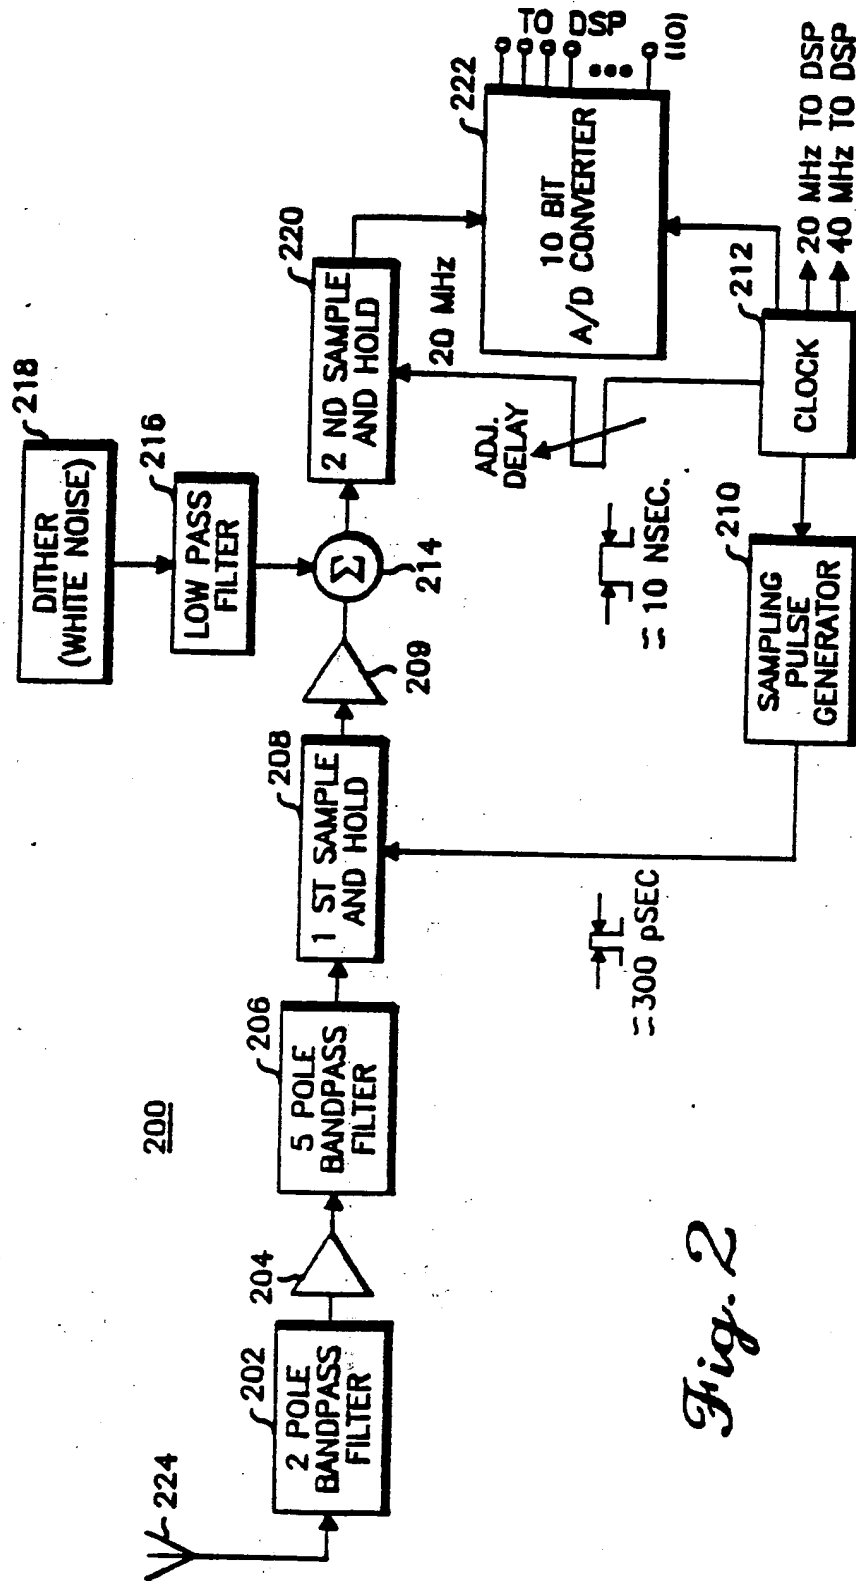 200
224
202
2 POLE
BANDPASS
FILTER
204
206
5 POLE
BANDPASS
FILTER
208
1 ST SAMPLE
AND HOLD
209
214
Σ
DITHER
(WHITE NOISE)
218
LOW PASS
FILTER
216
2 ND SAMPLE
AND HOLD
220
20 MHz
222
10 BIT
A/D CONVERTER
TO DSP
(10)
ADJ.
DELAY
≈10 NSEC.
≈300 pSEC
SAMPLING
PULSE
GENERATOR
210
CLOCK
212
20 MHz TO DSP
40 MHz TO DSP
Fig. 2